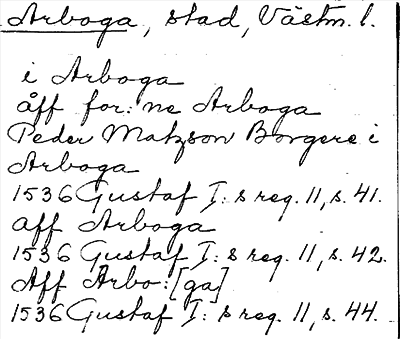 Arboga, stad, Västm. l.
i Arboga
åff for: ne Arboga
Peder Matzson Borgere i
Arboga
1536 Gustaf I: s reg. 11, s. 41.
aff Arboga
1536 Gustaf I: s reg. 11, s. 42.
Aff Arbo: [ga]
1536 Gustaf I: s reg. 11, s. 44.